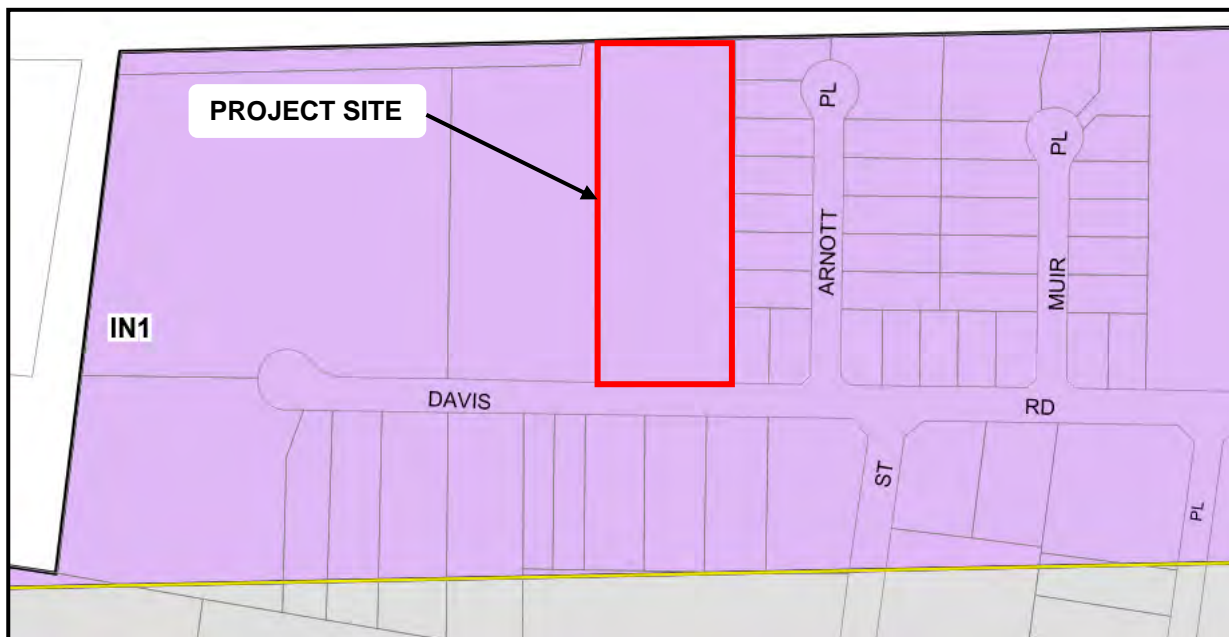 PL
PROJECT SITE
PL
ARNOTT
MUIR
IN1
DAVIS
RD
ST
PL